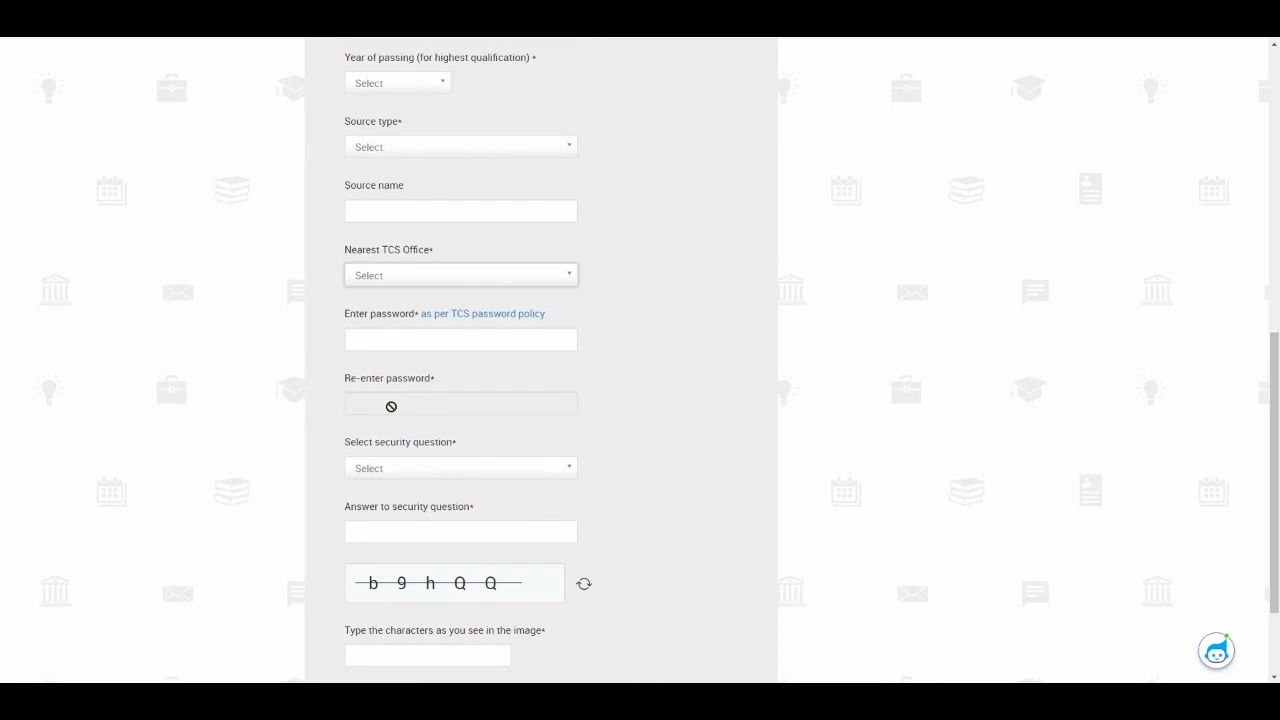 Year of passing (for highest qualification) *
Select
Source type*
Select
Source name
Nearest TCS Office*
Select
Enter password* as per TCS password policy
Re-enter password*
Select security question*
Select
Answer to security question*
b 9 h Q Q
Type the characters as you see in the image*